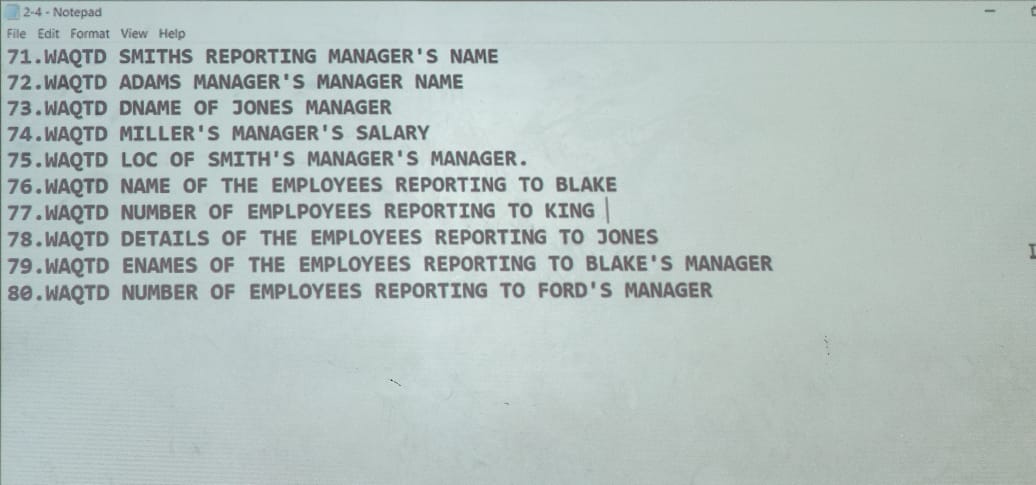 2-4 - Notepad
File Edit Format View Help
71.WAQTD SMITHS REPORTING MANAGER'S NAME
72.WAQTD ADAMS MANAGER'S MANAGER NAME
73.WAQTD DNAME OF JONES MANAGER
74.WAQTD MILLER'S MANAGER'S SALARY
75.WAQTD LOC OF SMITH'S MANAGER'S MANAGER.
76.WAQTD NAME OF THE EMPLOYEES REPORTING TO BLAKE
77.WAQTD NUMBER OF EMPLPOYEES REPORTING TO KING
78.WAQTD DETAILS OF THE EMPLOYEES REPORTING TO JONES
79.WAQTD ENAMES OF THE EMPLOYEES REPORTING TO BLAKE'S MANAGER
80.WAQTD NUMBER OF EMPLOYEES REPORTING TO FORD'S MANAGER